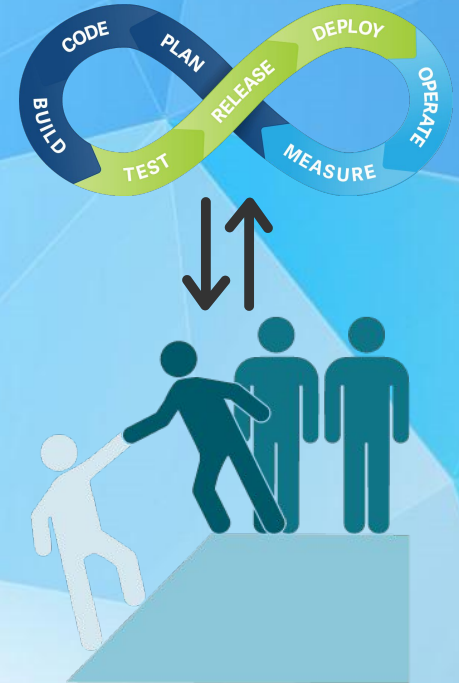 PLAN
CODE
BUILD
TEST
RELEASE
DEPLOY
OPERATE
MEASURE